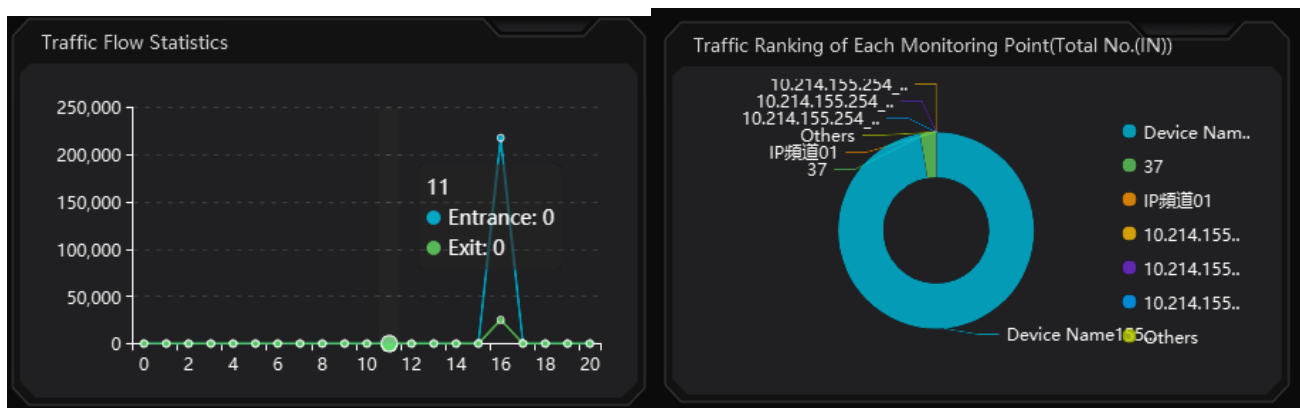 Traffic Flow Statistics
250,000
200,000
150,000
100,000
50,000
0
0 2 4 6 8 10 12 14 16 18 20
11
Entrance: 0
Exit: 0
Traffic Ranking of Each Monitoring Point(Total No.(IN))
10.214.155.254_..
10.214.155.254_..
10.214.155.254_..
Others
IP頻道01
37
Device Name155
Device Nam..
37
IP頻道01
10.214.155..
10.214.155..
10.214.155..
Others